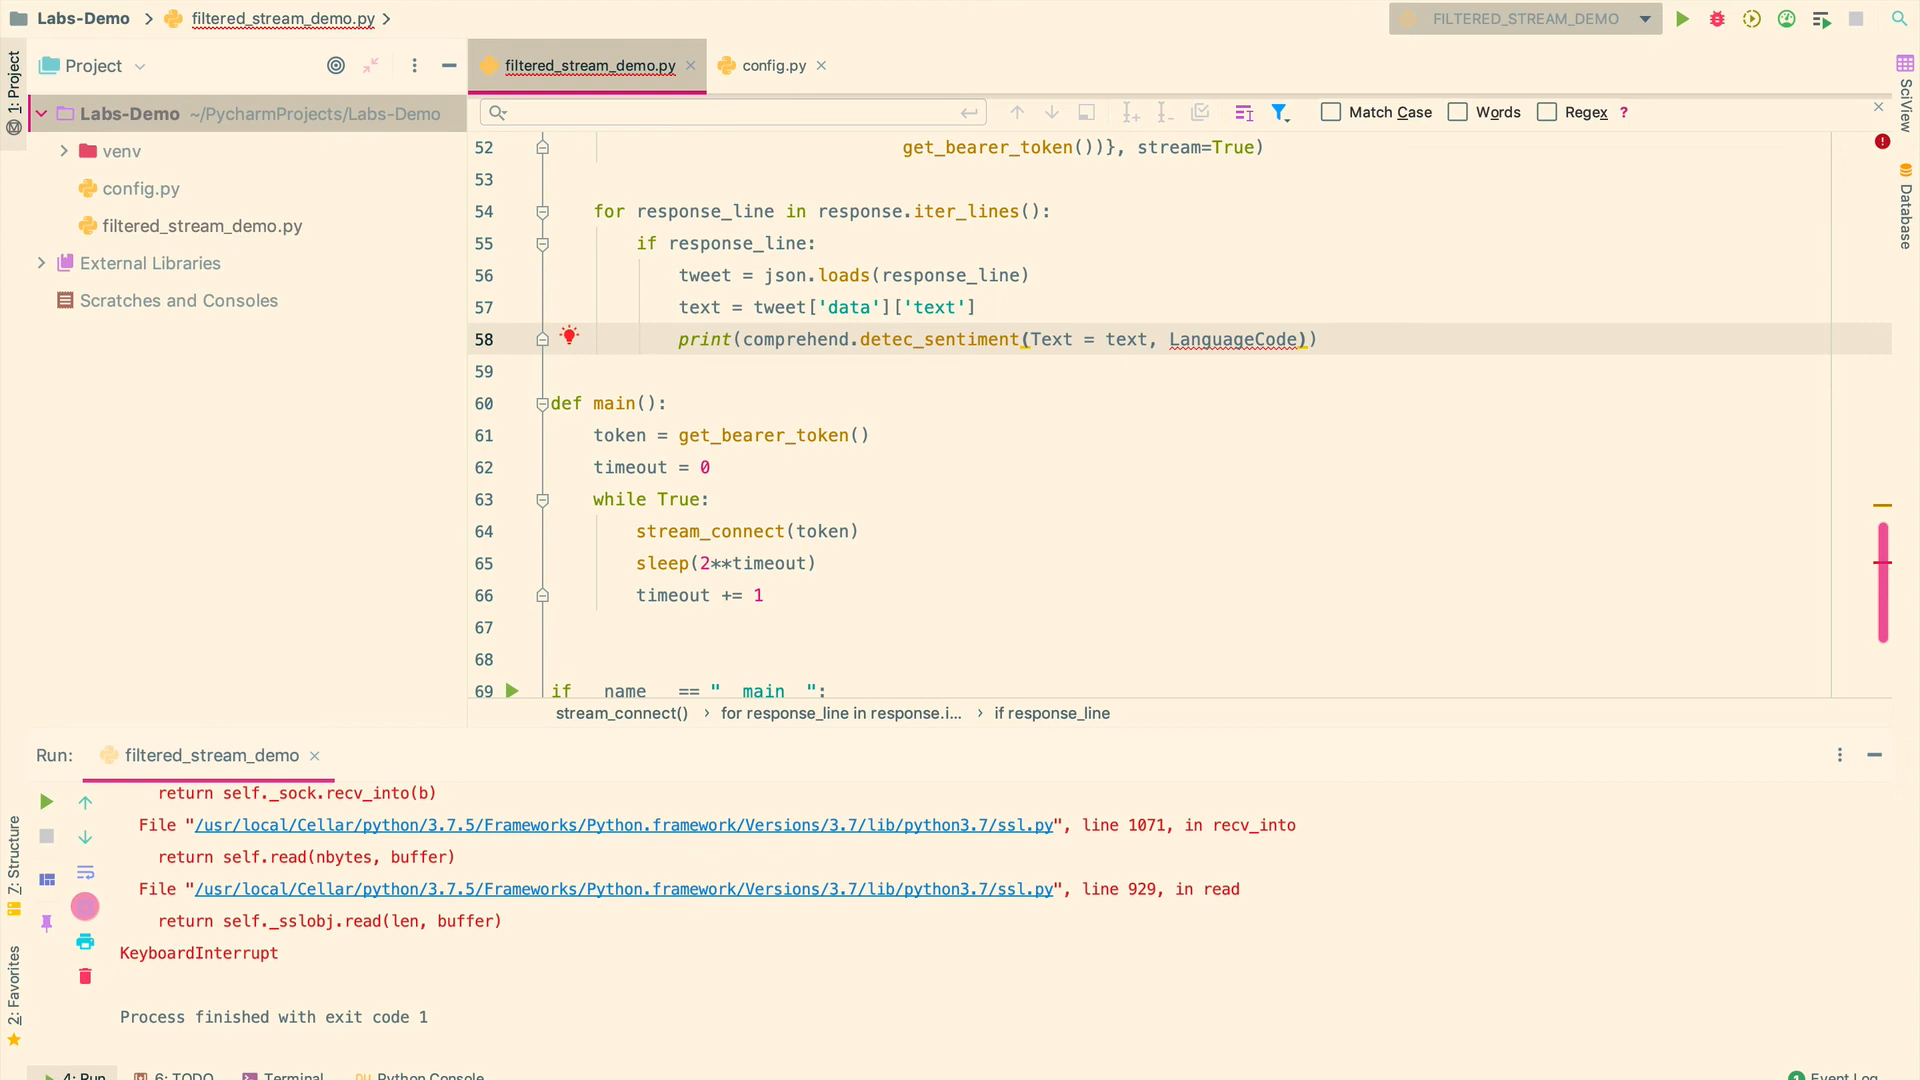 Labs-Demo filtered_stream_demo.py FILTERED_STREAM_DEMO
1: Project
Project
filtered_stream_demo.py config.py
Labs-Demo ~/PycharmProjects/Labs-Demo
Match Case Words Regex ?
venv
config.py
filtered_stream_demo.py
External Libraries
Scratches and Consoles
52 get_bearer_token())}, stream=True)
53
54 for response_line in response.iter_lines():
55 if response_line:
56 tweet = json.loads(response_line)
57 text = tweet['data']['text']
58 print(comprehend.detec_sentiment(Text = text, LanguageCode))
59
60 def main():
61 token = get_bearer_token()
62 timeout = 0
63 while True:
64 stream_connect(token)
65 sleep(2**timeout)
66 timeout += 1
67
68
69 if __name__ == "__main__":
stream_connect() for response_line in response.i... if response_line
SciView
Database
Run: filtered_stream_demo
return self._sock.recv_into(b)
File "/usr/local/Cellar/python/3.7.5/Frameworks/Python.framework/Versions/3.7/lib/python3.7/ssl.py", line 1071, in recv_into
return self.read(nbytes, buffer)
File "/usr/local/Cellar/python/3.7.5/Frameworks/Python.framework/Versions/3.7/lib/python3.7/ssl.py", line 929, in read
return self._sslobj.read(len, buffer)
KeyboardInterrupt
Process finished with exit code 1
7: Structure
2: Favorites
4: Run 6: TODO Terminal Python Console 1 Event Log